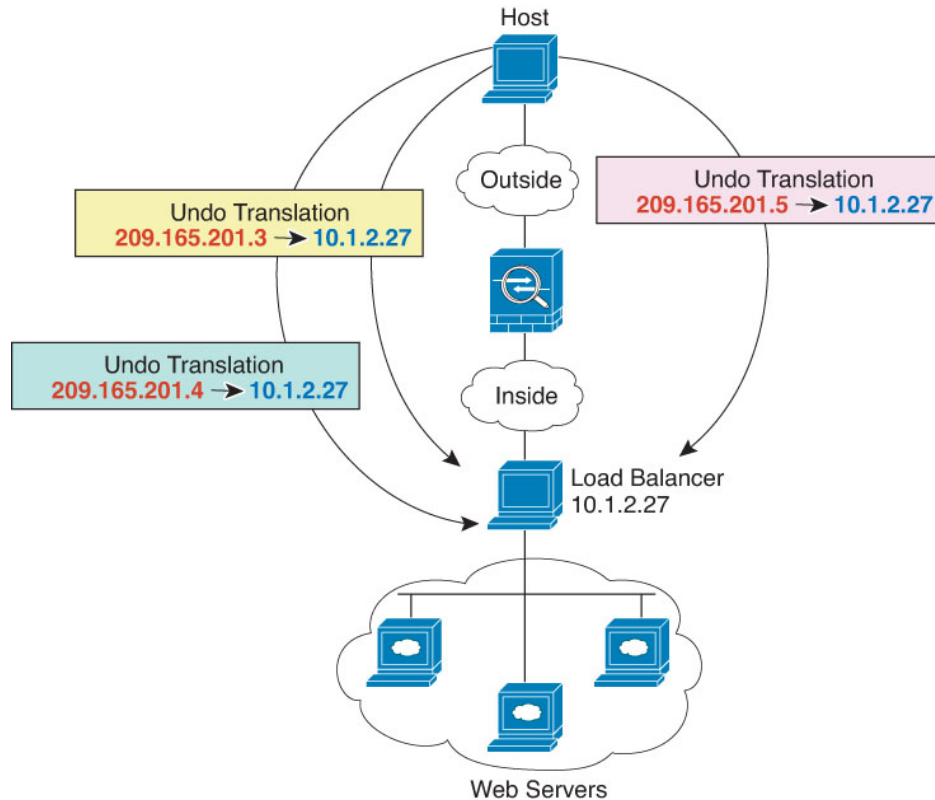 Host
Outside
Undo Translation
209.165.201.3 → 10.1.2.27
Undo Translation
209.165.201.5 → 10.1.2.27
Undo Translation
209.165.201.4 → 10.1.2.27
Inside
Load Balancer
10.1.2.27
Web Servers